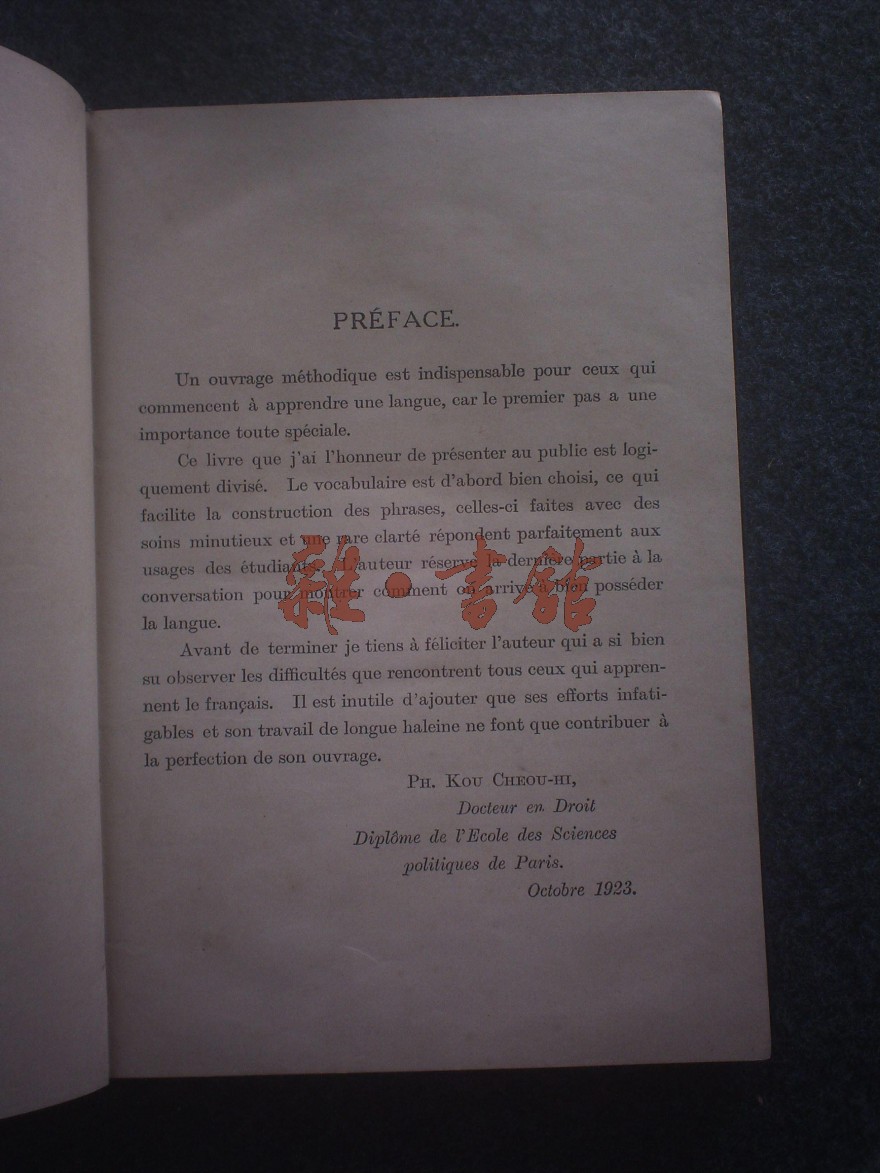 PRÉFACE.
Un ouvrage méthodique est indispensable pour ceux qui
commencent à apprendre une langue, car le premier pas a une
importance toute spéciale.
Ce livre que j'ai l'honneur de présenter au public est logi-
quement divisé. Le vocabulaire est d'abord bien choisi, ce qui
facilite la construction des phrases, celles-ci faites avec des
soins minutieux et une rare clarté répondent parfaitement aux
usages des étudiants. L'auteur réserve la dernière partie à la
conversation pour montrer comment on arrive à bien posséder
la langue.
Avant de terminer je tiens à féliciter l'auteur qui a si bien
su observer les difficultés que rencontrent tous ceux qui appren-
nent le français. Il est inutile d'ajouter que ses efforts infati-
gables et son travail de longue haleine ne font que contribuer à
la perfection de son ouvrage.
PH. KOU CHEOU-HI,
Docteur en Droit
Diplôme de l'Ecole des Sciences
politiques de Paris.
Octobre 1923.
雜·書館